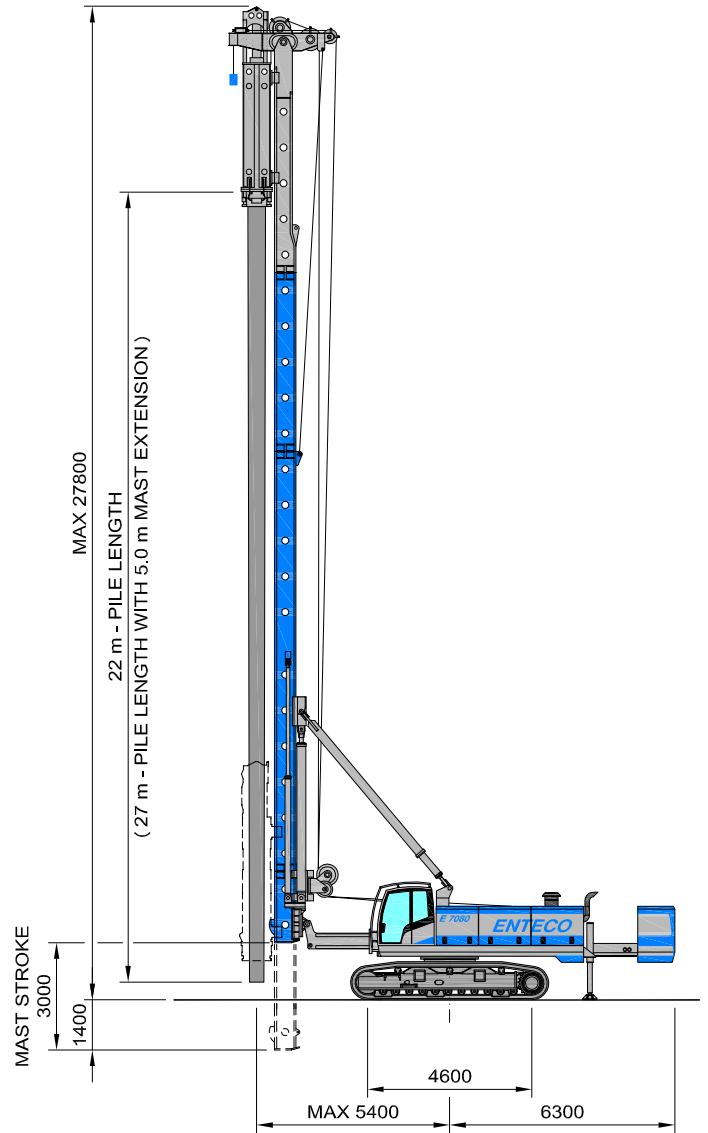 MAX 27800
22 m - PILE LENGTH
( 27 m - PILE LENGTH WITH 5.0 m MAST EXTENSION )
E 7080
ENTECO
MAST STROKE
3000
1400
4600
MAX 5400
6300